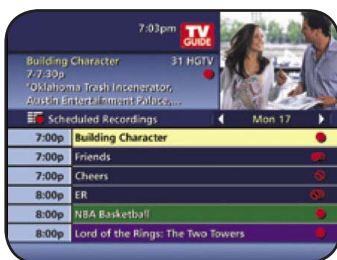 7:03pm
TV
GUIDE
Building Character 31 HGTV
7-7:30p
"Oklahoma Trash Incenerator,
Austin Entertainment Palace,...
Scheduled Recordings Mon 17
7:00p Building Character
7:00p Friends
7:00p Cheers
8:00p ER
8:00p NBA Basketball
8:00p Lord of the Rings: The Two Towers